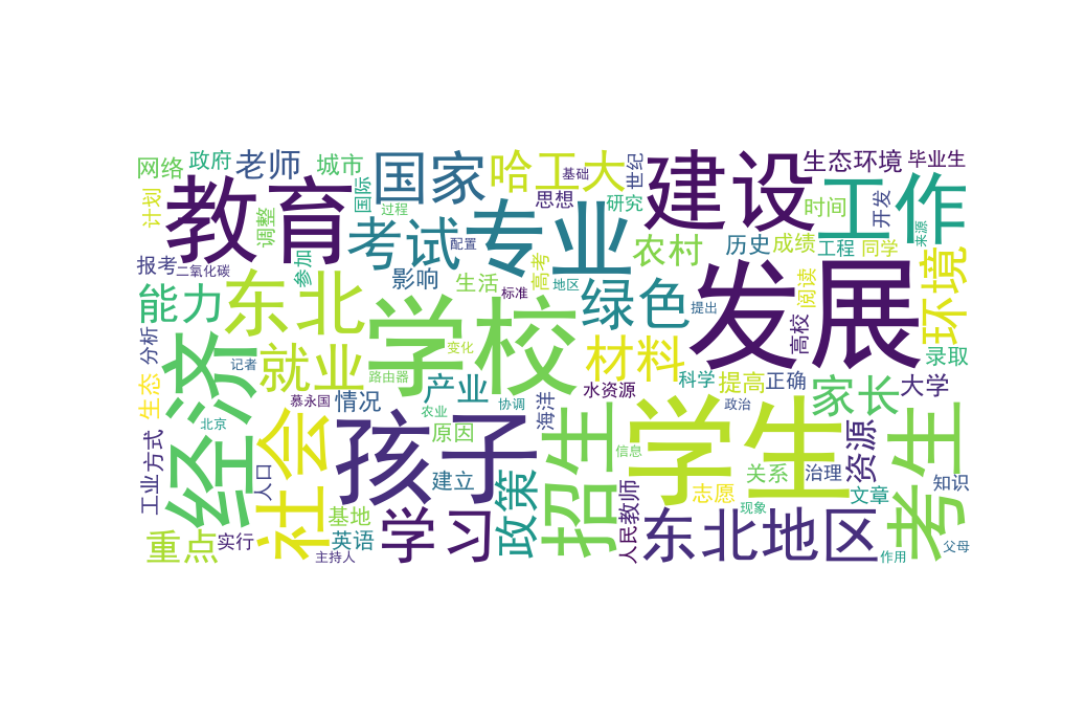 网络
政府
老师
城市
国际
国家
哈工大
基础
世纪
建设
生态环境
毕业生
计划
教育
调整
过程
思想
研究
工作
时间
开发
来源
考试
配置
专业
农村
历史
成绩
工程
同学
报考
二氧化碳
参加
影响
生活
高考
地区
绿色
发展
阅读
环境
能力
东北
学校
标准
提出
高校
分析
经济
记者
就业
变化
路由器
材料
科学
提高
正确
录取
生态
慕永国
情况
产业
农业
协调
海洋
水资源
政治
家长
大学
北京
社会
孩子
原因
招生
信息
学生
资源
考生
工业方式
人口
建立
关系
治理
知识
基地
政策
志愿
文章
重点
实行
英语
主持人
学习
人民教师
现象
东北地区
作用
父母